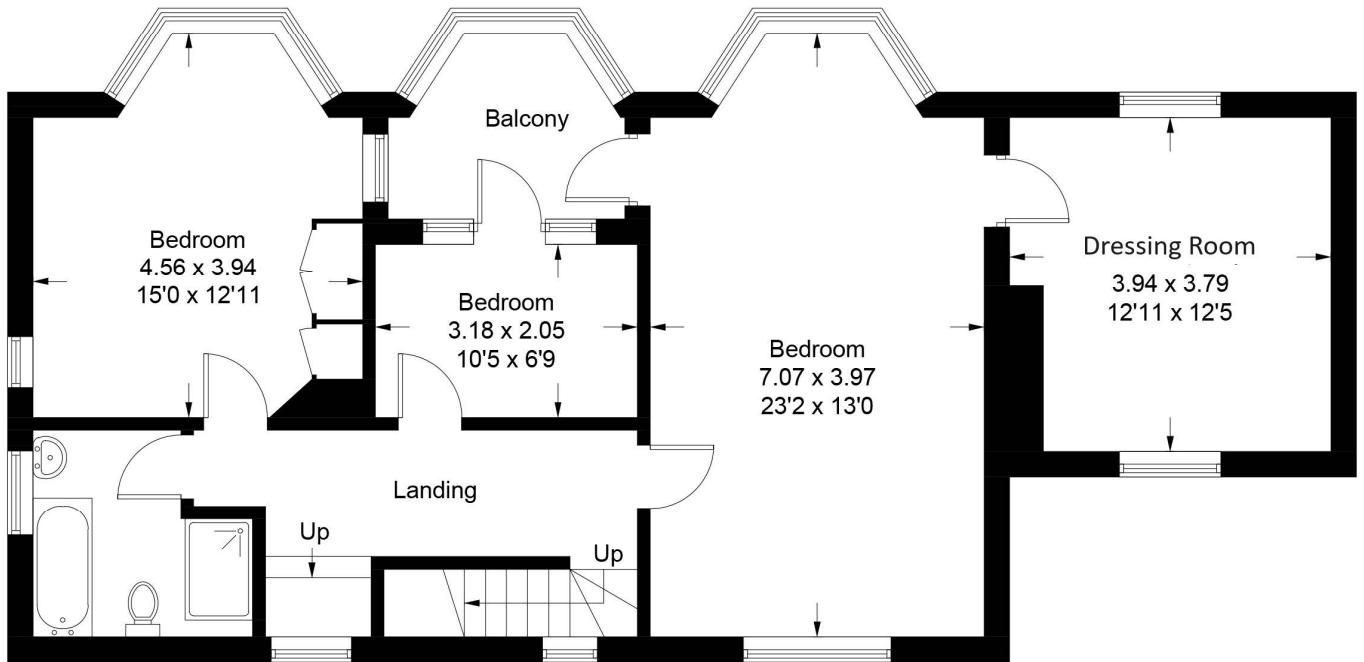 Balcony
Bedroom
4.56 x 3.94
15'0 x 12'11
Bedroom
3.18 x 2.05
10'5 x 6'9
Bedroom
7.07 x 3.97
23'2 x 13'0
Dressing Room
3.94 x 3.79
12'11 x 12'5
Landing
Up
Up